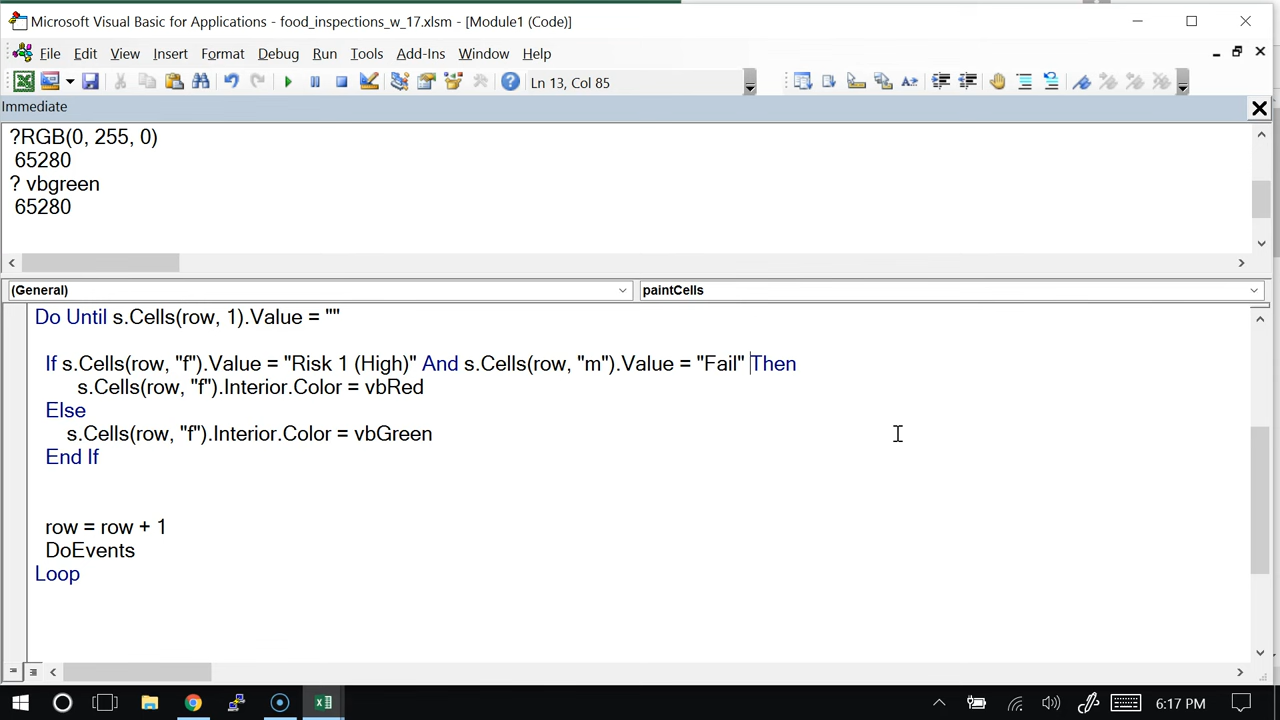 Microsoft Visual Basic for Applications - food_inspections_w_17.xlsm - [Module1 (Code)]
File Edit View Insert Format Debug Run Tools Add-Ins Window Help
Ln 13, Col 85
Immediate
?RGB(0, 255, 0)
65280
? vbgreen
65280
(General) paintCells
Do Until s.Cells(row, 1).Value = ""
If s.Cells(row, "f").Value = "Risk 1 (High)" And s.Cells(row, "m").Value = "Fail" Then
s.Cells(row, "f").Interior.Color = vbRed
Else
s.Cells(row, "f").Interior.Color = vbGreen
End If
row = row + 1
DoEvents
Loop
6:17 PM